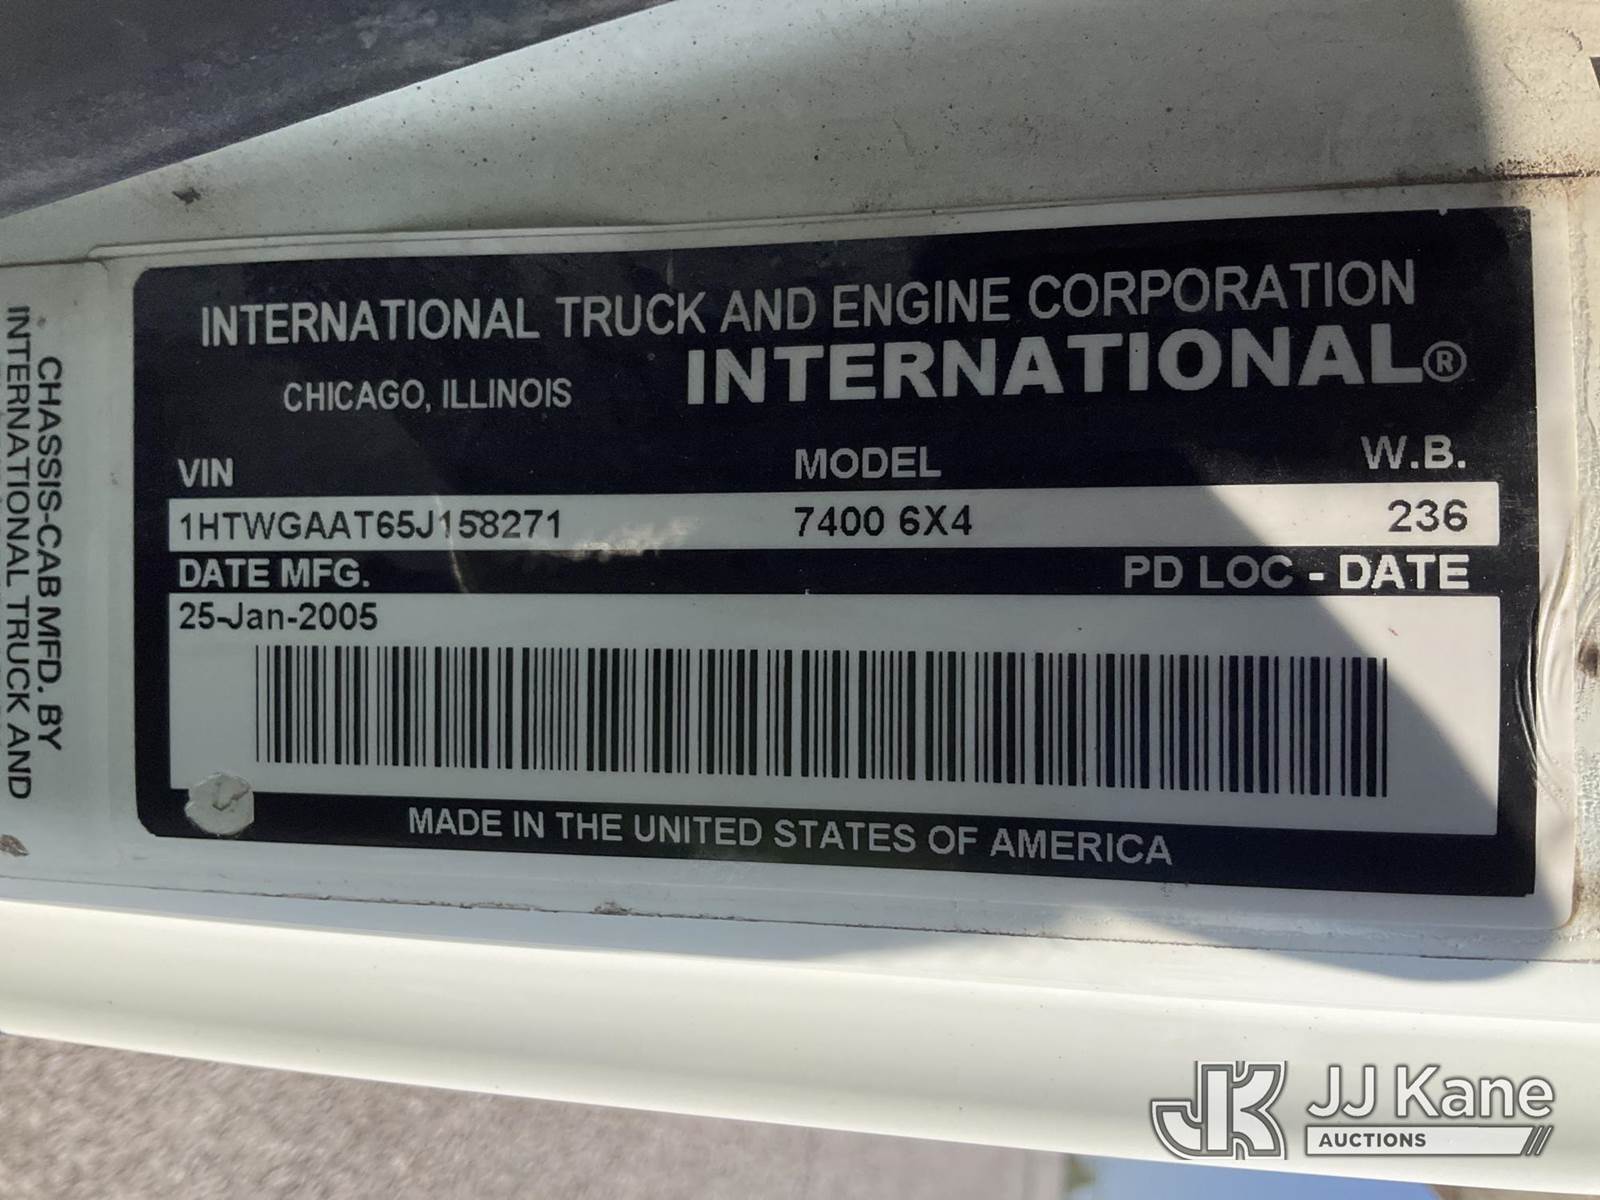 INTERNATIONAL TRUCK AND ENGINE CORPORATION
CHICAGO, ILLINOIS
INTERNATIONAL®
VIN MODEL W.B.
1HTWGAAT65J158271 7400 6X4 236
DATE MFG. PD LOC - DATE
25-Jan-2005
MADE IN THE UNITED STATES OF AMERICA
CHASSIS-CAB MFD. BY
INTERNATIONAL TRUCK AND
JK JJ Kane
AUCTIONS